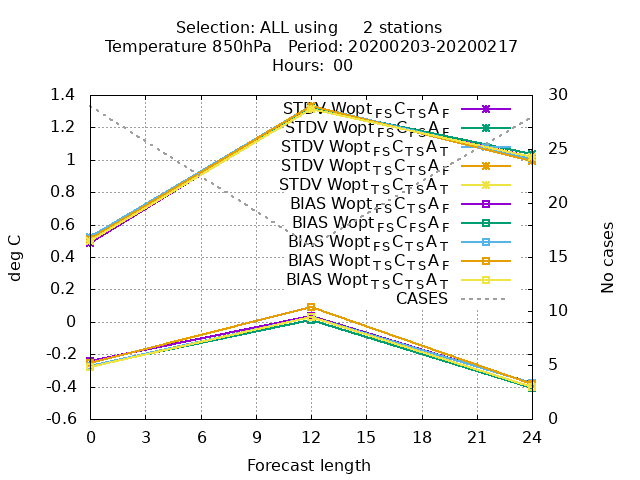 Selection: ALL using 2 stations
Temperature 850hPa Period: 20200203-20200217
Hours: 00
deg C
No cases
1.4
1.2
1
0.8
0.6
0.4
0.2
0
-0.2
-0.4
-0.6
30
25
20
15
10
5
0
STDV Wopt_FS C_TS A_F
STDV Wopt_FS C_FS A_F
STDV Wopt_FS C_TS A_T
STDV Wopt_TS C_TS A_F
STDV Wopt_TS C_TS A_T
BIAS Wopt_FS C_TS A_F
BIAS Wopt_FS C_FS A_F
BIAS Wopt_FS C_TS A_T
BIAS Wopt_TS C_TS A_F
BIAS Wopt_TS C_TS A_T
CASES
0 3 6 9 12 15 18 21 24
Forecast length